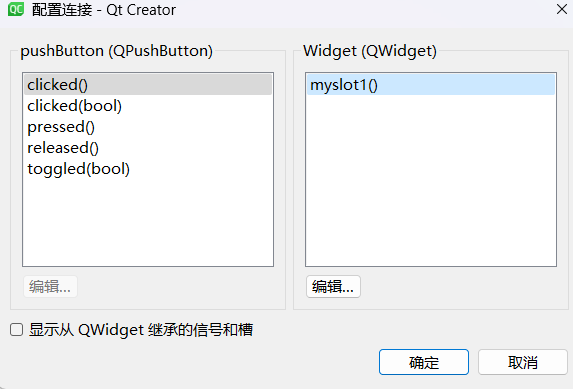 QC 配置连接 - Qt Creator
pushButton (QPushButton)
clicked()
clicked(bool)
pressed()
released()
toggled(bool)
编辑...
Widget (QWidget)
myslot1()
编辑...
显示从 QWidget 继承的信号和槽
确定
取消